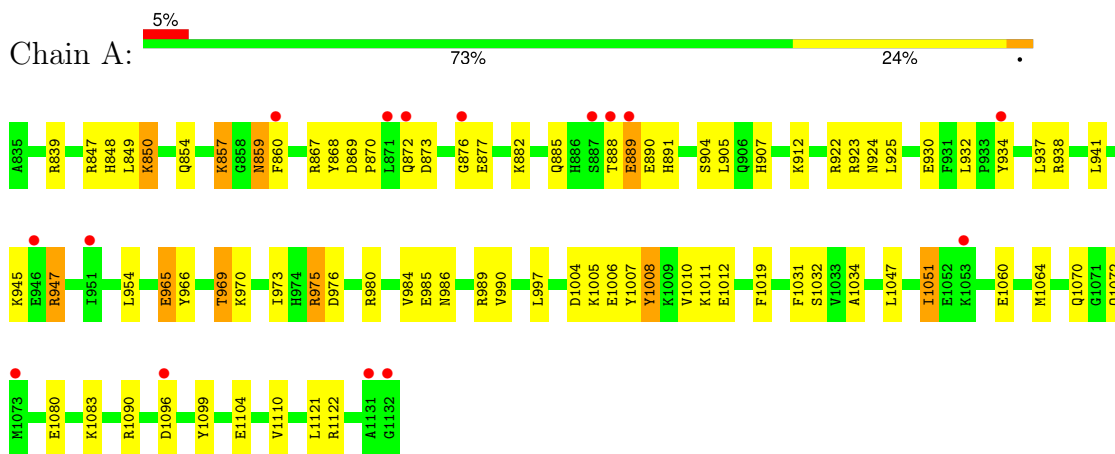 5%
Chain A:
73% 24% •
A835 R839 R847 H848 L849 K850 Q854 K857 G858 N859 F860 R867 Y868 D869 P870 L871 Q872 D873 G876 E877 K882 Q885 H886 S887 T888 E889 E890 H891 S904 L905 Q906 H907 K912 R922 R923 N924 L925 E930 F931 L932 P933 Y934 L937 R938 L941
K945 E946 R947 I951 L954 E965 Y966 T969 K970 I973 H974 R975 D976 R980 V984 E985 N986 R989 V990 L997 D1004 K1005 E1006 Y1007 Y1008 K1009 V1010 K1011 E1012 F1019 F1031 S1032 V1033 A1034 L1047 I1051 E1052 K1053 E1060 M1064 Q1070 G1071
M1073 E1080 K1083 R1090 D1096 Y1099 E1104 V1110 L1121 R1122 A1131 G1132